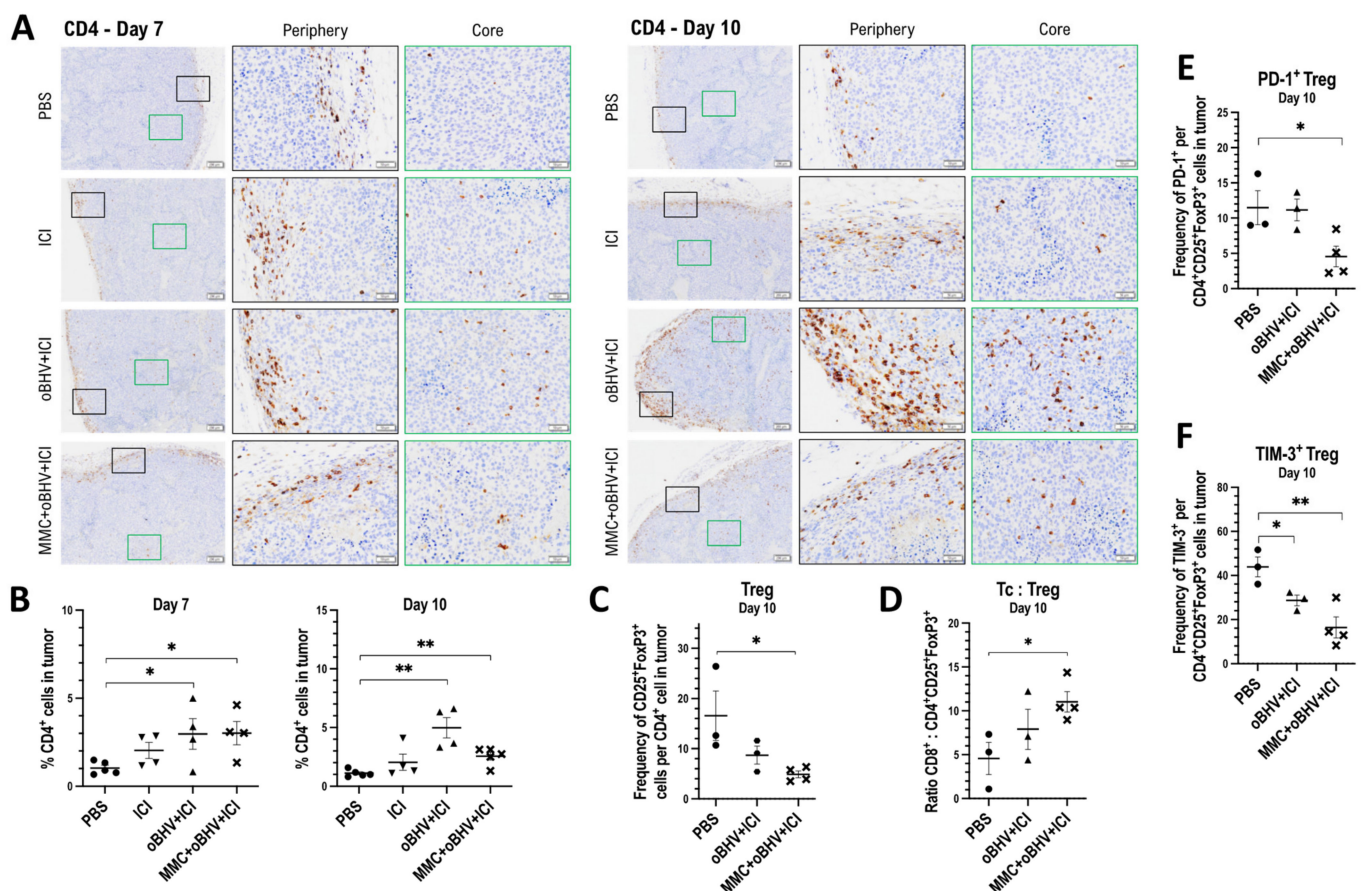 A
CD4 - Day 7
Periphery
Core
CD4 - Day 10
Periphery
Core
PBS
ICI
oBHV+ICI
MMC+oBHV+ICI
PBS
ICI
oBHV+ICI
MMC+oBHV+ICI
B
Day 7
% CD4+ cells in tumor
10
5
0
*
*
PBS
ICI
oBHV+ICI
MMC+oBHV+ICI
Day 10
% CD4+ cells in tumor
15
10
5
0
**
**
PBS
ICI
oBHV+ICI
MMC+oBHV+ICI
C
Treg
Day 10
Frequency of CD25+FoxP3+
cells per CD4+ cell in tumor
30
20
10
0
*
PBS
oBHV+ICI
MMC+oBHV+ICI
D
Tc : Treg
Day 10
Ratio CD8+ : CD4+CD25+FoxP3+
20
15
10
5
0
*
PBS
oBHV+ICI
MMC+oBHV+ICI
E
PD-1+ Treg
Day 10
Frequency of PD-1+ per
CD4+CD25+FoxP3+ cells in tumor
25
20
15
10
5
0
*
PBS
oBHV+ICI
MMC+oBHV+ICI
F
TIM-3+ Treg
Day 10
Frequency of TIM-3+ per
CD4+CD25+FoxP3+ cells in tumor
80
60
40
20
0
**
*
PBS
oBHV+ICI
MMC+oBHV+ICI